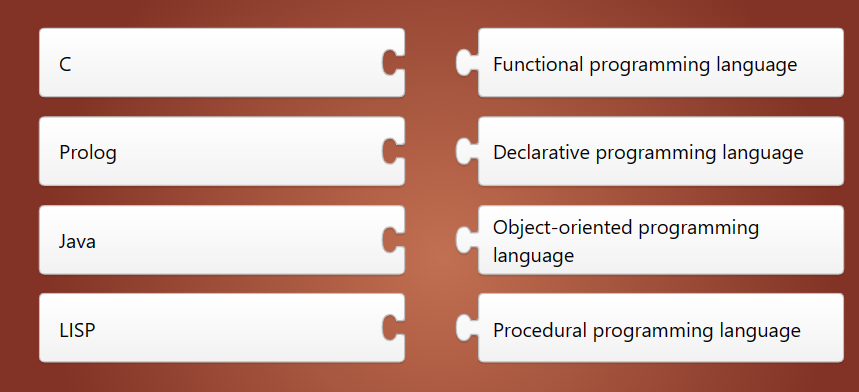 C
Functional programming language
Prolog
Declarative programming language
Java
Object-oriented programming
language
LISP
Procedural programming language